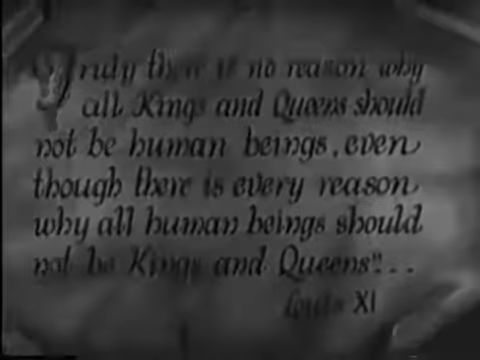 Truly there is no reason why
all Kings and Queens should
not be human beings, even
though there is every reason
why all human beings should
not be Kings and Queens"...
Louis XI